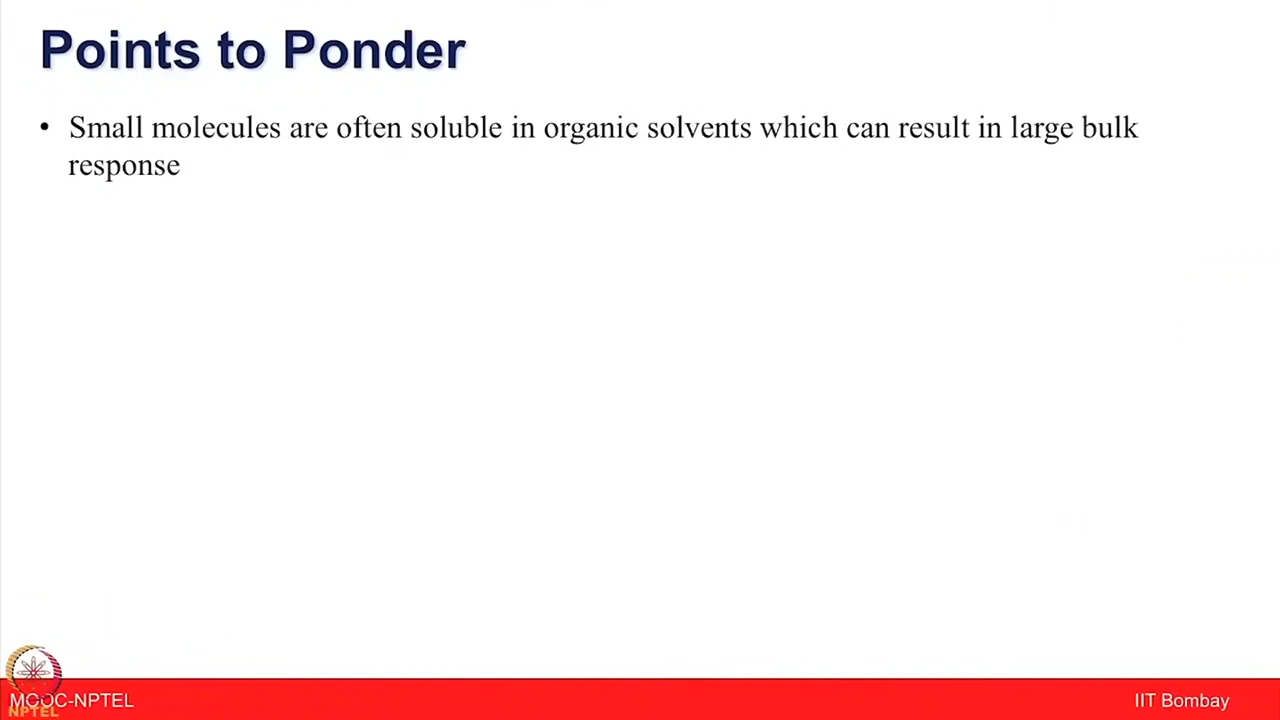 Points to Ponder
• Small molecules are often soluble in organic solvents which can result in large bulk
response
MOOC-NPTEL
NPTEL
IIT Bombay